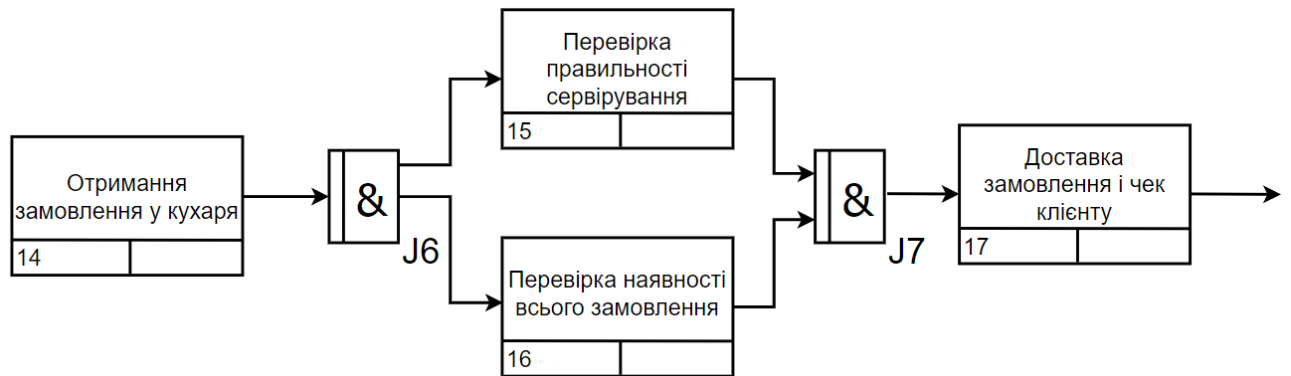 Отримання
замовлення у кухаря
14
&
J6
Перевірка
правильності
сервірування
15
Перевірка наявності
всього замовлення
16
&
J7
Доставка
замовлення і чек
клієнту
17